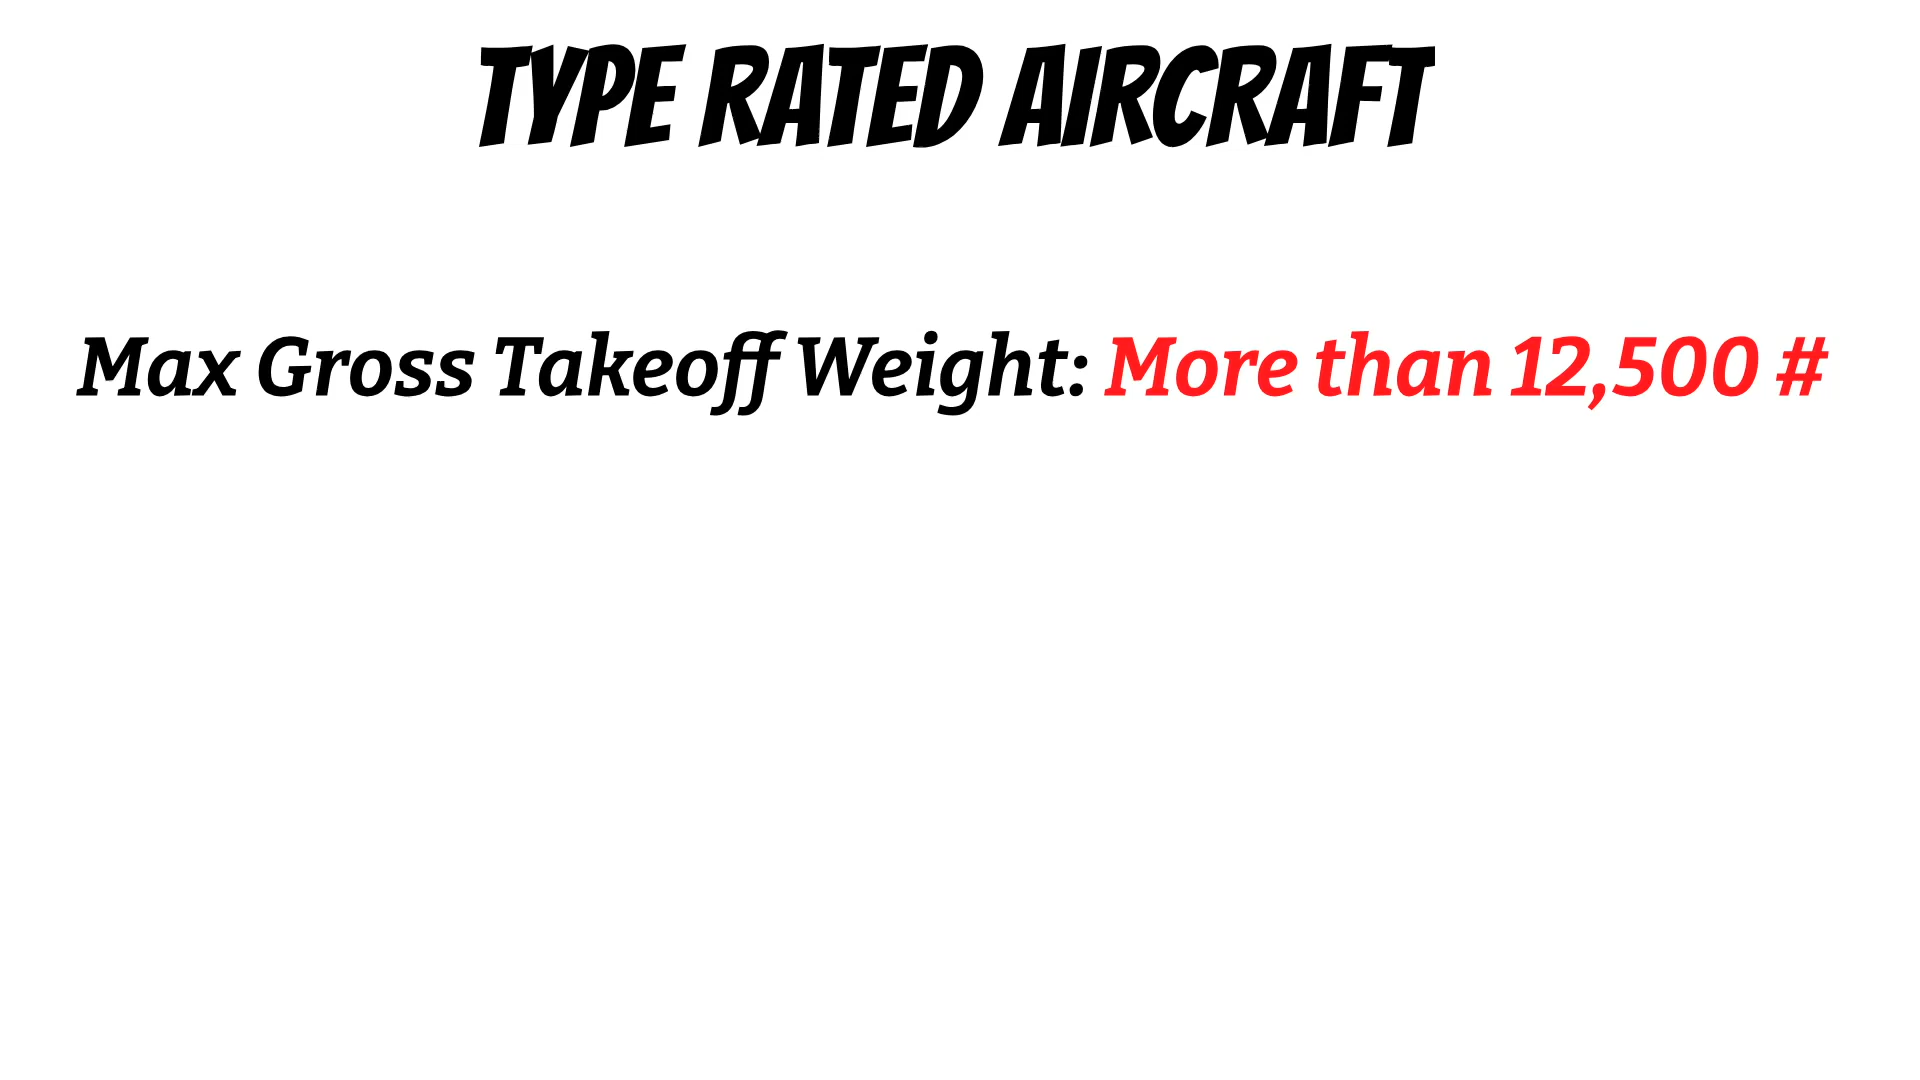 TYPE RATED AIRCRAFT
Max Gross Takeoff Weight: More than 12,500 #